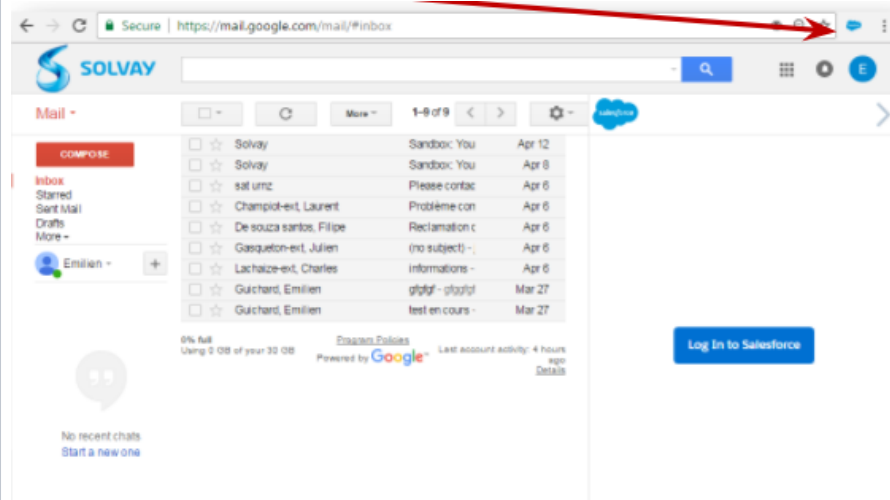 Secure | https://mail.google.com/mail/#inbox
SOLVAY
E
Mail
More
1-9 of 9
salesforce
COMPOSE
Inbox
Starred
Sent Mail
Drafts
More
Emilien
+
Solvay Sandbox: You Apr 12
Solvay Sandbox: You Apr 8
sat urnz Please contac Apr 6
Champiot-ext, Laurent Problème con Apr 6
De souza santos, Filipe Reclamation c Apr 6
Gasqueton-ext, Julien (no subject) - Apr 6
Lachaize-ext, Charles informations - Apr 6
Guichard, Emilien Mar 27
Guichard, Emilien test en cours - Mar 27
0% full
Using 0 GB of your 30 GB
Program Policies
Powered by Google
Last account activity: 4 hours
ago
Details
Log In to Salesforce
No recent chats
Start a new one